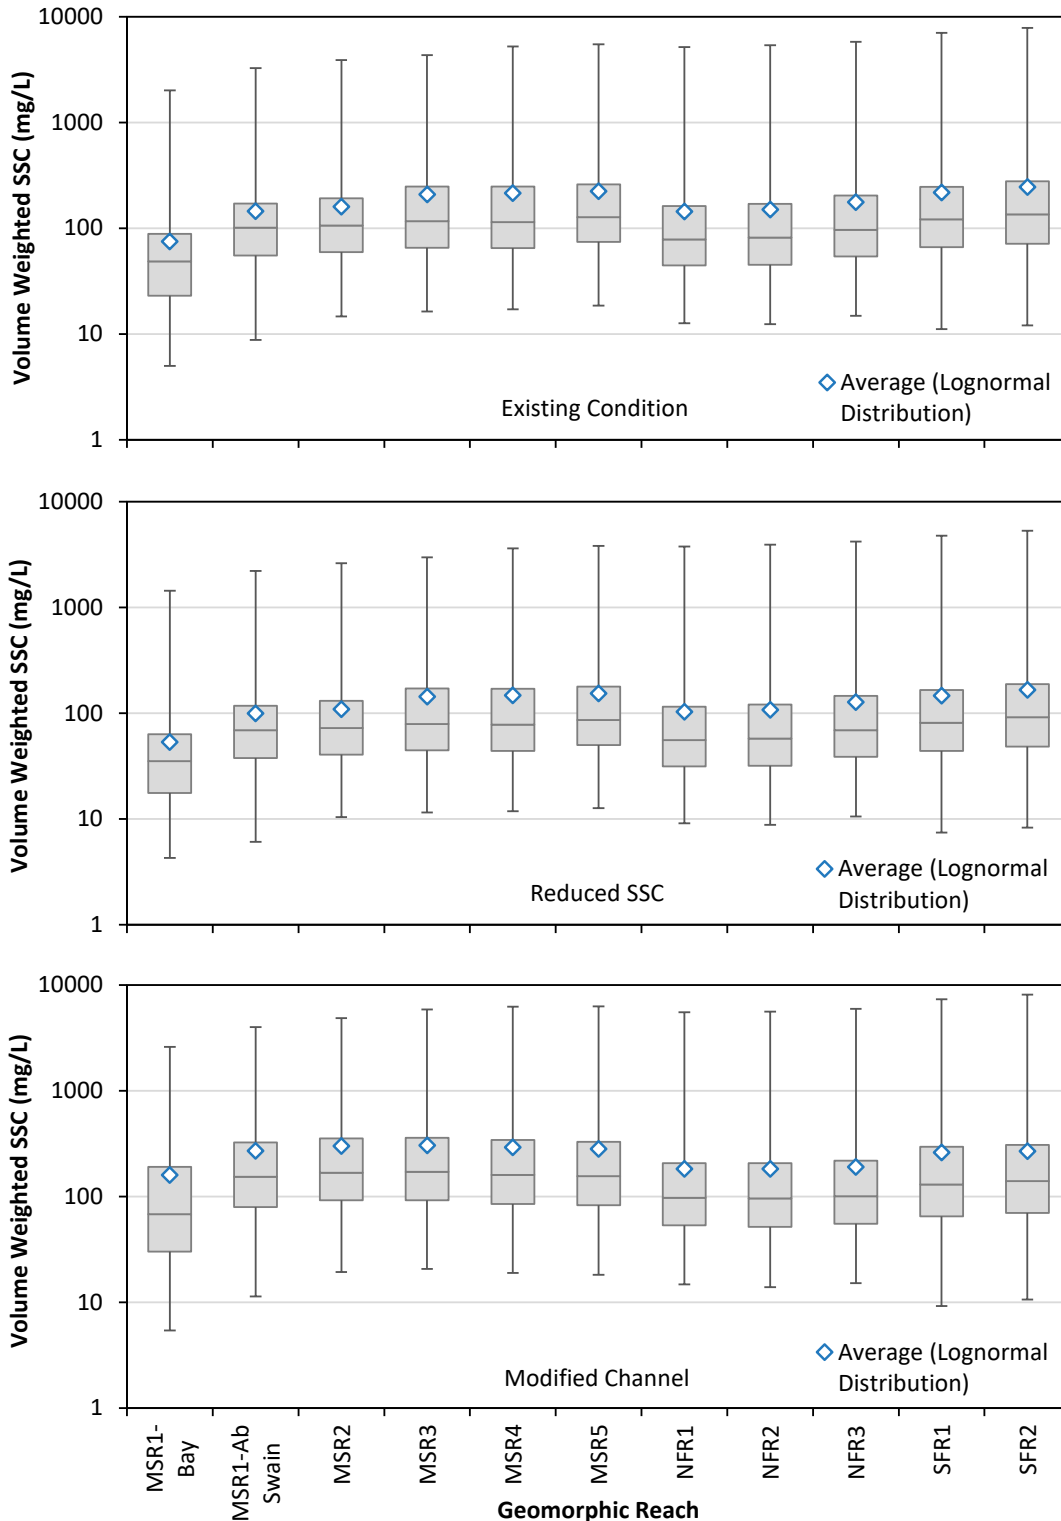 Volume Weighted SSC (mg/L)
10000
1000
100
10
1
Existing Condition
Average (Lognormal
Distribution)
Volume Weighted SSC (mg/L)
10000
1000
100
10
1
Reduced SSC
Average (Lognormal
Distribution)
Volume Weighted SSC (mg/L)
10000
1000
100
10
1
Modified Channel
Average (Lognormal
Distribution)
MSR1-
Bay
MSR1-Ab
Swain
MSR2
MSR3
MSR4
MSR5
NFR1
NFR2
NFR3
SFR1
SFR2
Geomorphic Reach